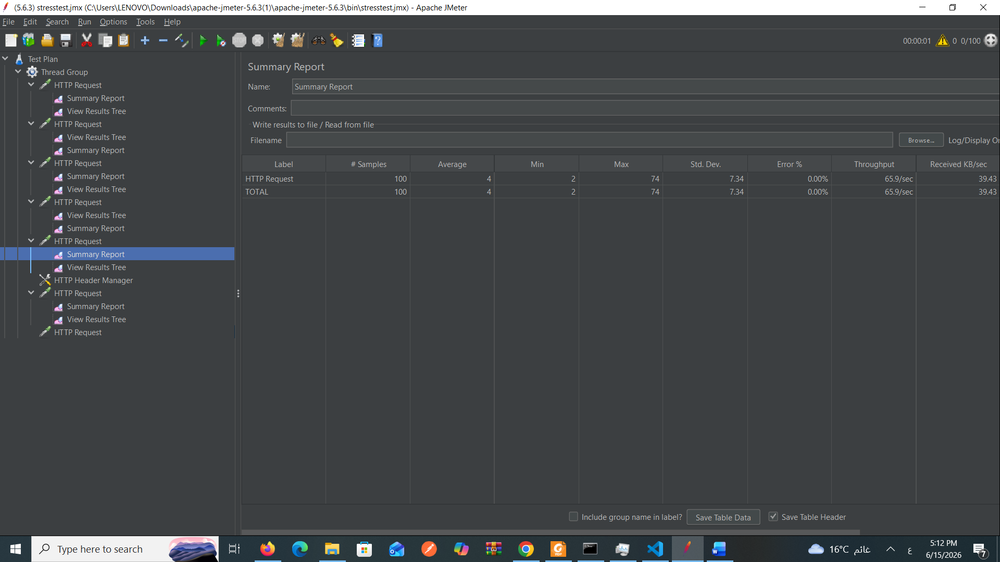 (5.6.3) stresstest.jmx (C:\Users\LENOVO\Downloads\apache-jmeter-5.6.3(1)\apache-jmeter-5.6.3\bin\stresstest.jmx) - Apache JMeter
File Edit Search Run Options Tools Help
STOP
00:00:01 0 0/100
Test Plan
Thread Group
HTTP Request
Summary Report
View Results Tree
HTTP Request
View Results Tree
Summary Report
HTTP Request
Summary Report
View Results Tree
HTTP Request
View Results Tree
Summary Report
HTTP Request
Summary Report
View Results Tree
HTTP Header Manager
HTTP Request
Summary Report
View Results Tree
HTTP Request
Summary Report
Name: Summary Report
Comments:
Write results to file / Read from file
Filename Browse... Log/Display
Label # Samples Average Min Max Std. Dev. Error % Throughput Received KB/sec
HTTP Request 100 4 2 74 7.34 0.00% 65.9/sec 39.43
TOTAL 100 4 2 74 7.34 0.00% 65.9/sec 39.43
Include group name in label? Save Table Data Save Table Header
Type here to search
PDF
16°C غائم
ع
5:12 PM
6/15/2026
7